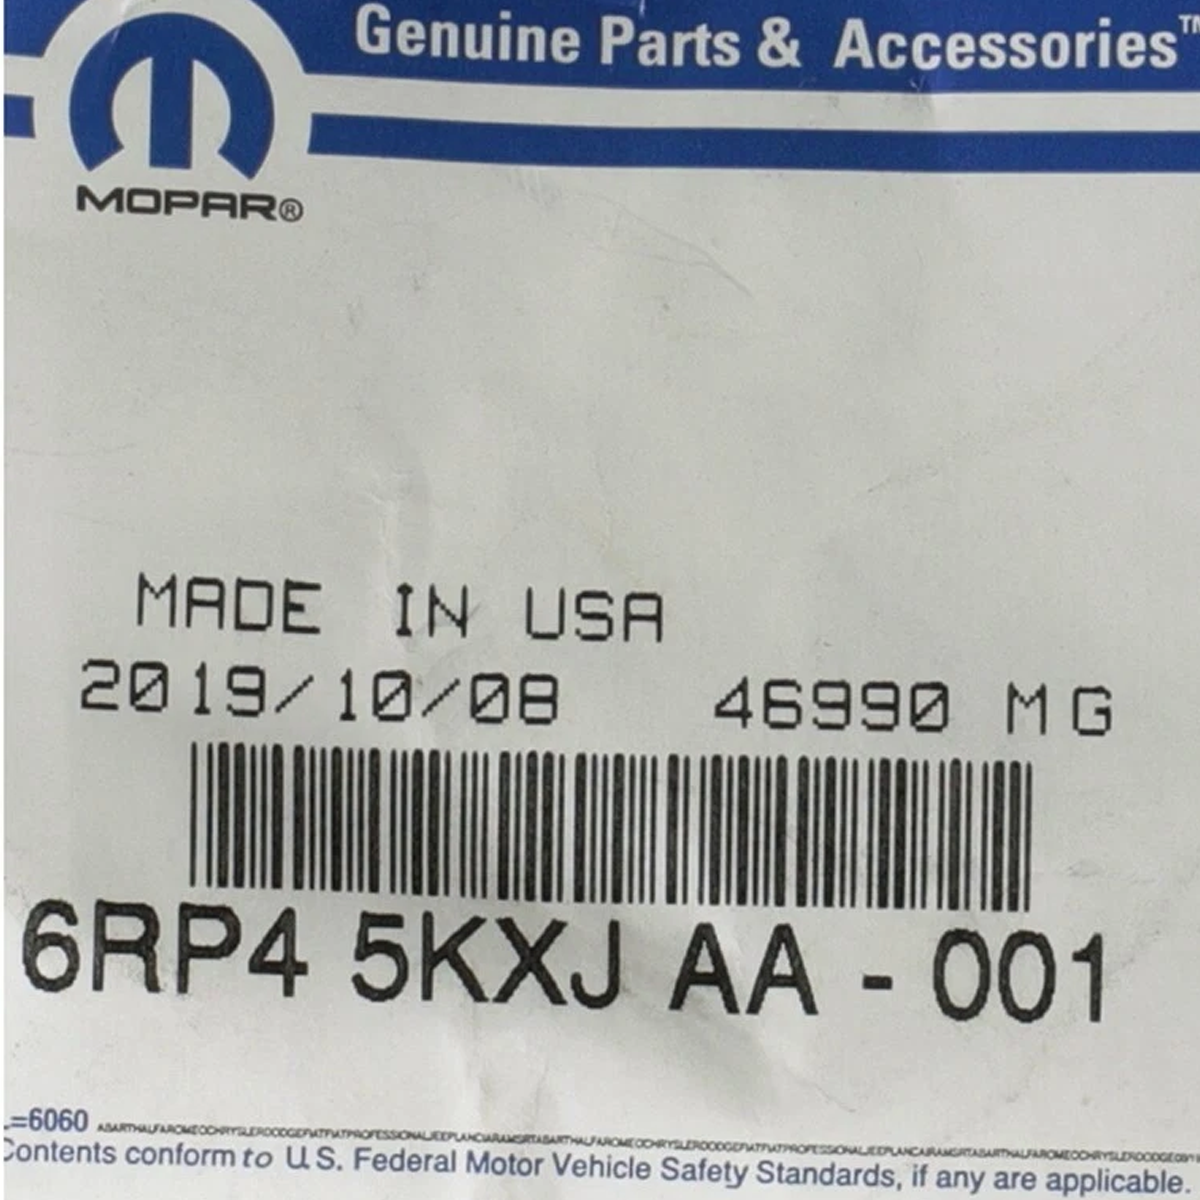 Genuine Parts & Accessories™
MOPAR®
MADE IN USA
2019/10/08 46990 MG
6RP4 5KXJ AA - 001
=6060
Contents conform to U.S. Federal Motor Vehicle Safety Standards, if any are applicable.